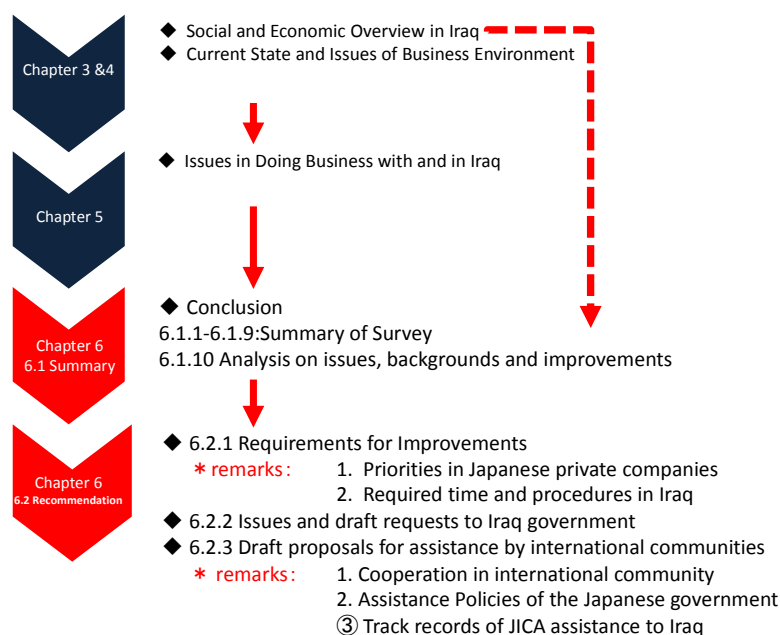 Chapter 3 &4
◆ Social and Economic Overview in Iraq
◆ Current State and Issues of Business Environment
Chapter 5
◆ Issues in Doing Business with and in Iraq
Chapter 6
6.1 Summary
◆ Conclusion
6.1.1-6.1.9:Summary of Survey
6.1.10 Analysis on issues, backgrounds and improvements
Chapter 6
6.2 Recommendation
◆ 6.2.1 Requirements for Improvements
* remarks: 1. Priorities in Japanese private companies
2. Required time and procedures in Iraq
◆ 6.2.2 Issues and draft requests to Iraq government
◆ 6.2.3 Draft proposals for assistance by international communities
* remarks: 1. Cooperation in international community
2. Assistance Policies of the Japanese government
③ Track records of JICA assistance to Iraq